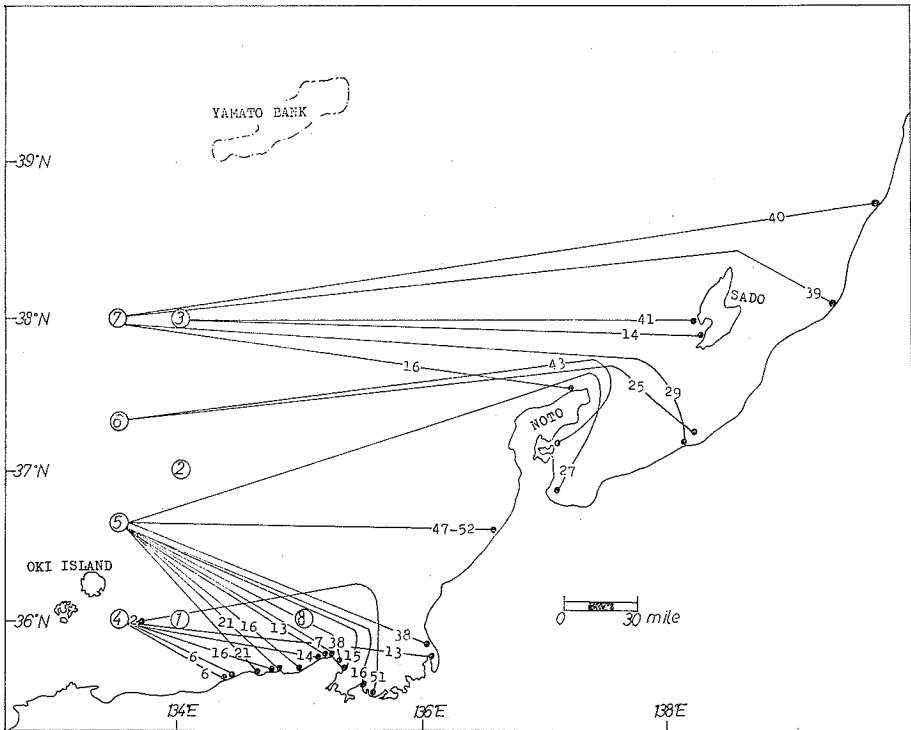 YAMATO BANK
39°N
40
39
SADO
7
3
38°N
41
14
16
43
29
25
6
NOTO
2
37°N
27
5
47-52
OKI ISLAND
4
2
1
8
36°N
21
16
13
7
38
38
13
0 30 mile
14
15
6
16
21
6
16
51
134°E
136°E
138°E